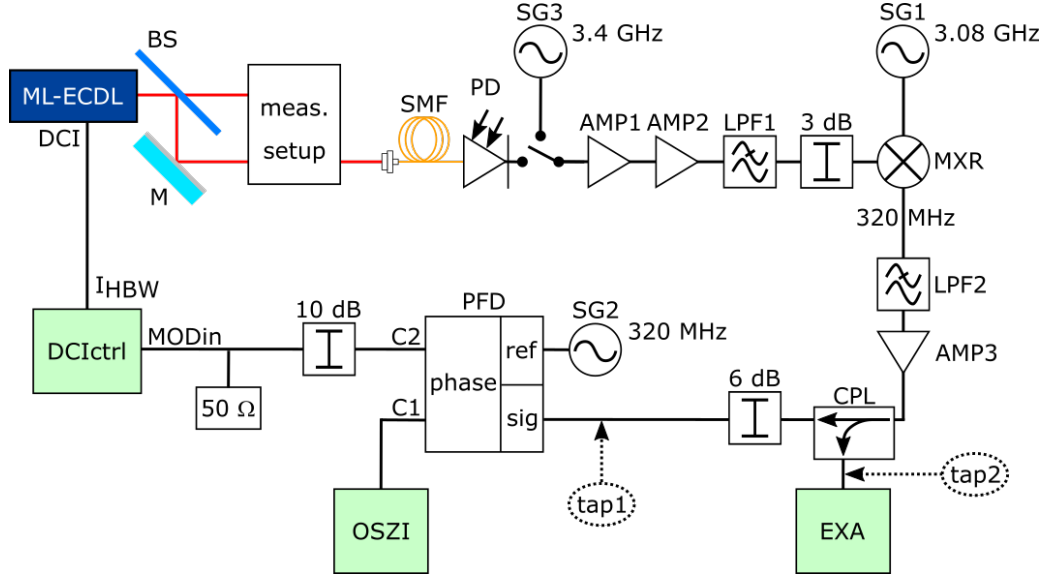 SG3
3.4 GHz
SG1
3.08 GHz
BS
ML-ECDL
DCI
meas.
setup
M
SMF
PD
AMP1
AMP2
LPF1
3 dB
MXR
320 MHz
LPF2
AMP3
I_HBW
DCIctrl
MODin
50 Ω
10 dB
PFD
C2
C1
phase
ref
sig
SG2
320 MHz
6 dB
CPL
tap1
tap2
OSZI
EXA